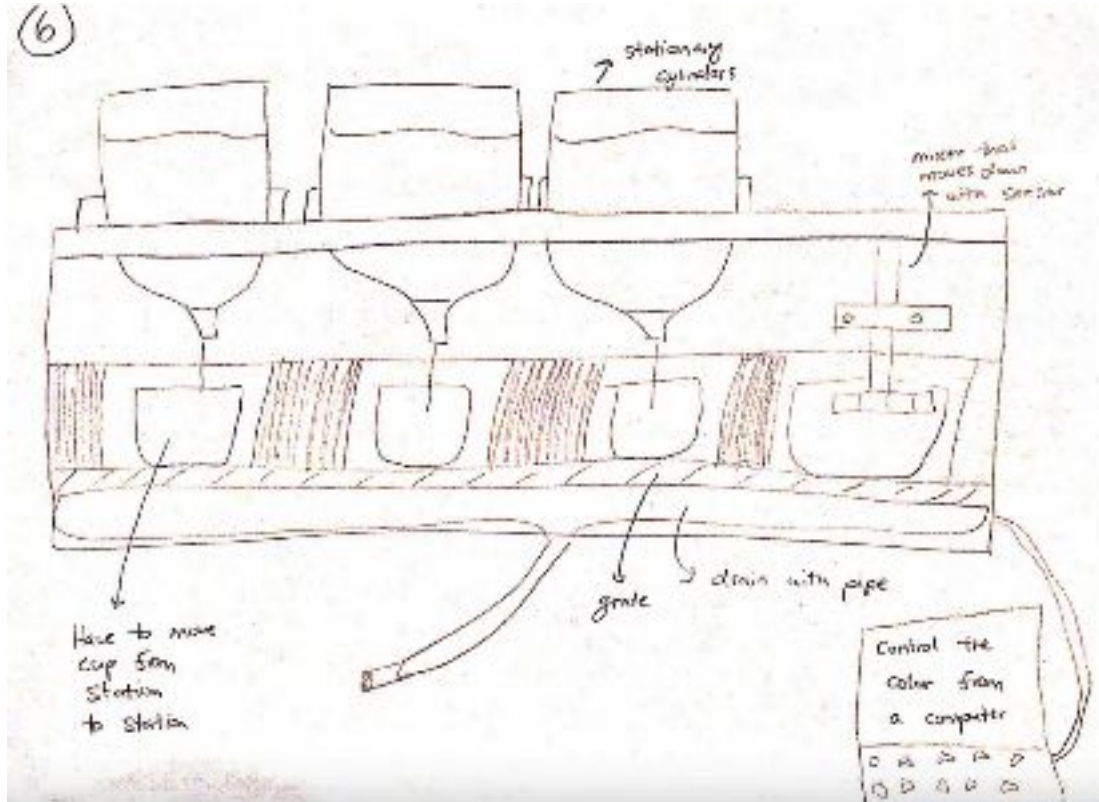 6
stationary
cylinders
mixer that
moves down
with sensor
grate
drain with pipe
Have to move
cup from
station
to station
Control the
color from
a computer